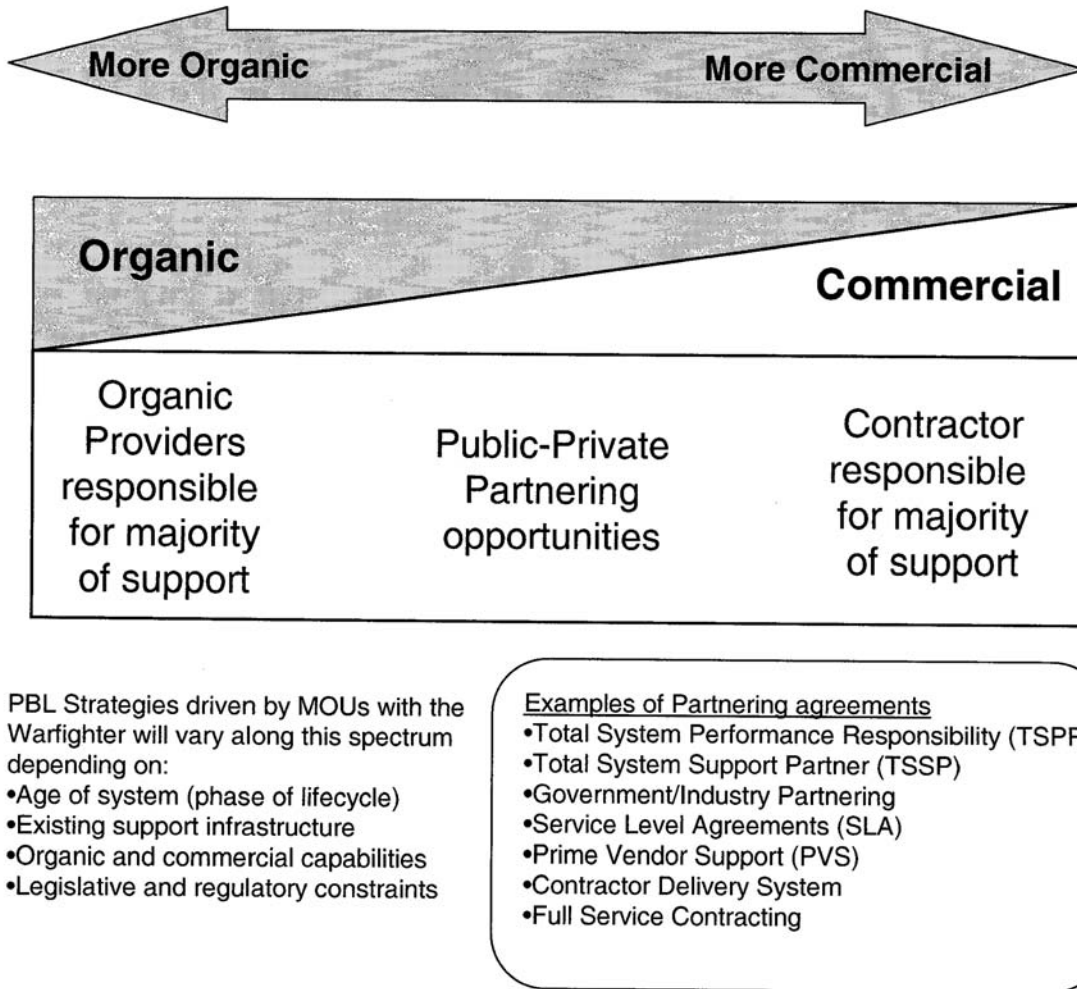 More Organic
More Commercial
Organic
Commercial
Organic
Providers
responsible
for majority
of support
Public-Private
Partnering
opportunities
Contractor
responsible
for majority
of support
PBL Strategies driven by MOUs with the
Warfighter will vary along this spectrum
depending on:
•Age of system (phase of lifecycle)
•Existing support infrastructure
•Organic and commercial capabilities
•Legislative and regulatory constraints
Examples of Partnering agreements
•Total System Performance Responsibility (TSPR
•Total System Support Partner (TSSP)
•Government/Industry Partnering
•Service Level Agreements (SLA)
•Prime Vendor Support (PVS)
•Contractor Delivery System
•Full Service Contracting